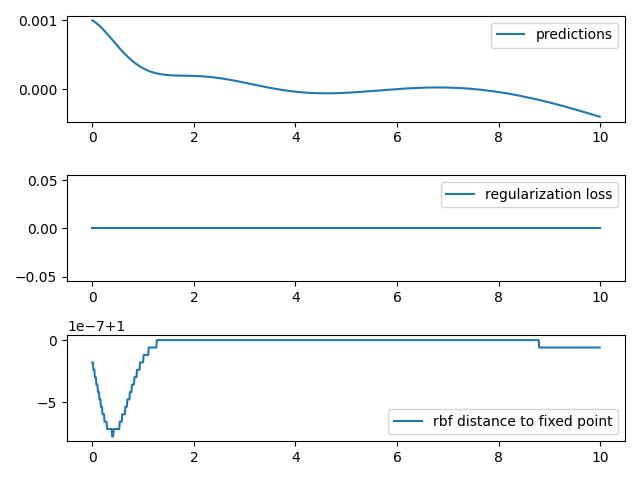 0.001
0.000
predictions
0 2 4 6 8 10
0.05
0.00
−0.05
regularization loss
0 2 4 6 8 10
1e−7+1
0
−5
rbf distance to fixed point
0 2 4 6 8 10